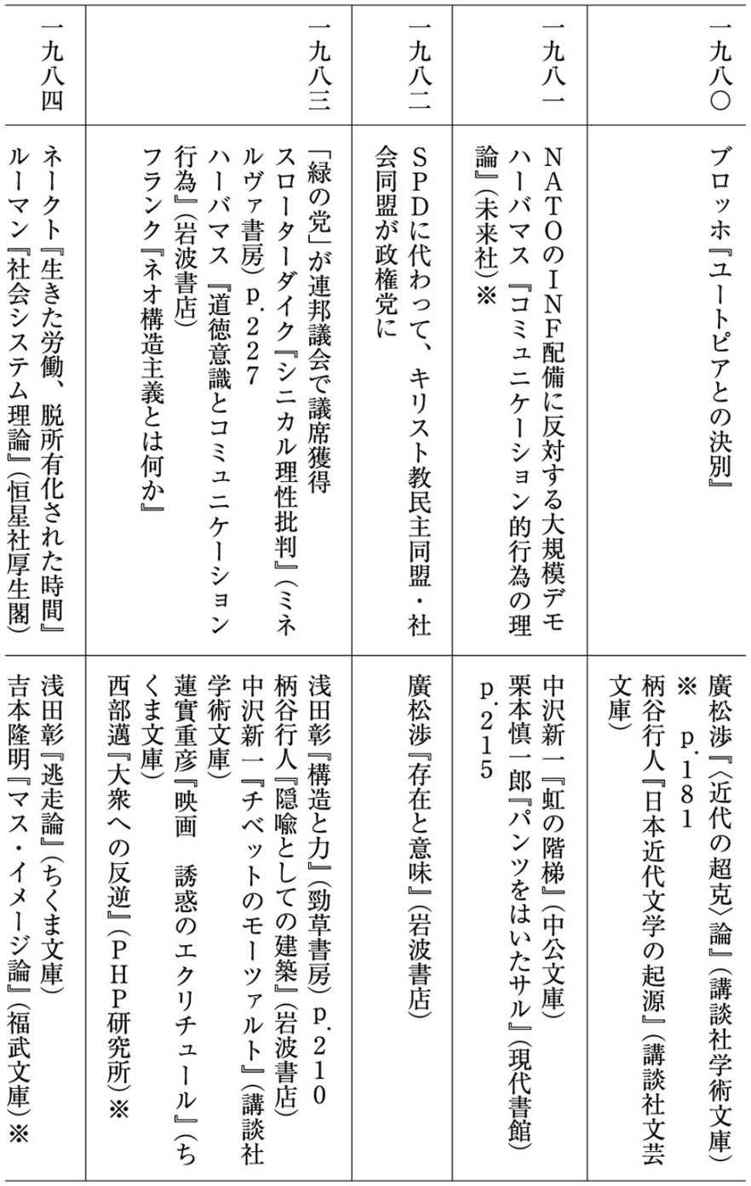 一九八〇
ブロッホ『ユートピアとの決別』
廣松渉『〈近代の超克〉論』（講談社学術文庫）
※　p.181
柄谷行人『日本近代文学の起源』（講談社文芸
文庫）
一九八一
NATOのINF配備に反対する大規模デモ
ハーバマス『コミュニケーション的行為の理
論』（未来社）※
中沢新一『虹の階梯』（中公文庫）
栗本慎一郎『パンツをはいたサル』（現代書館）
p.215
一九八二
SPDに代わって、キリスト教民主同盟・社
会同盟が政権党に
廣松渉『存在と意味』（岩波書店）
一九八三
「緑の党」が連邦議会で議席獲得
スローターダイク『シニカル理性批判』（ミネ
ルヴァ書房）p.227
ハーバマス『道徳意識とコミュニケーション
行為』（岩波書店）
フランク『ネオ構造主義とは何か』
浅田彰『構造と力』（勁草書房）p.210
柄谷行人『隠喩としての建築』（岩波書店）
中沢新一『チベットのモーツァルト』（講談社
学術文庫）
蓮實重彦『映画　誘惑のエクリチュール』（ち
くま文庫）
西部邁『大衆への反逆』（PHP研究所）※
一九八四
ネークト『生きた労働、脱所有化された時間』
ルーマン『社会システム理論』（恒星社厚生閣）
浅田彰『逃走論』（ちくま文庫）
吉本隆明『マス・イメージ論』（福武文庫）※